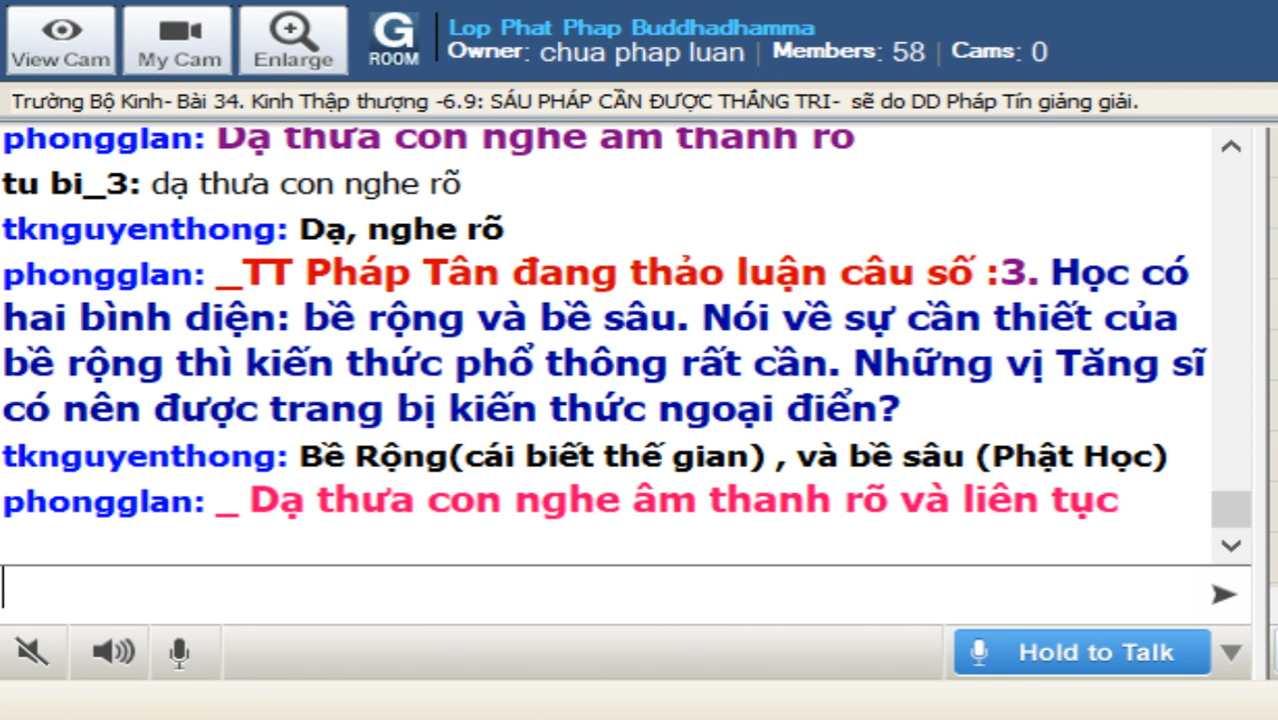 View Cam
My Cam
Enlarge
G
ROOM
Lop Phat Phap Buddhadhamma
Owner: chua phap luan | Members: 58 | Cams: 0
Trường Bộ Kinh- Bài 34. Kinh Thập thượng -6.9: SÁU PHÁP CẦN ĐƯỢC THẮNG TRI- sẽ do DD Pháp Tín giảng giải.
phongglan: Dạ thưa con nghe âm thanh rõ
tu bi_3: dạ thưa con nghe rõ
tknguyenthong: Dạ, nghe rõ
phongglan: _TT Pháp Tân đang thảo luận câu số :3. Học có
hai bình diện: bề rộng và bề sâu. Nói về sự cần thiết của
bề rộng thì kiến thức phổ thông rất cần. Những vị Tăng sĩ
có nên được trang bị kiến thức ngoại điển?
tknguyenthong: Bề Rộng(cái biết thế gian) , và bề sâu (Phật Học)
phongglan: _ Dạ thưa con nghe âm thanh rõ và liên tục
Hold to Talk